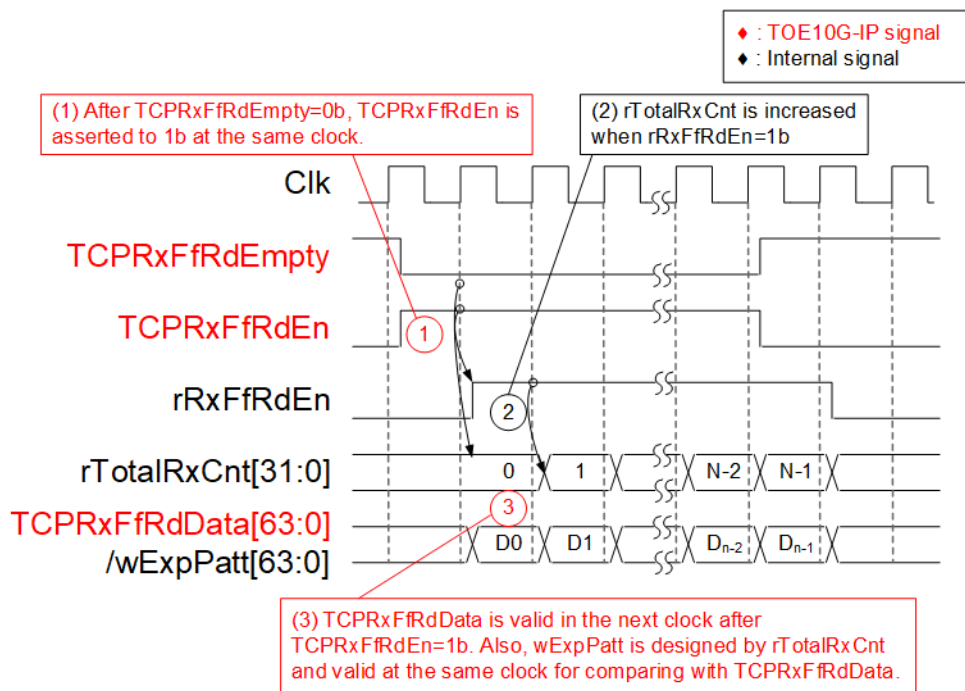 ♦ : TOE10G-IP signal
♦ : Internal signal
(1) After TCPRxFfRdEmpty=0b, TCPRxFfRdEn is
asserted to 1b at the same clock.
(2) rTotalRxCnt is increased
when rRxFfRdEn=1b
Clk
TCPRxFfRdEmpty
TCPRxFfRdEn
1
rRxFfRdEn
2
rTotalRxCnt[31:0]
0 1 N-2 N-1
3
TCPRxFfRdData[63:0]
/wExpPatt[63:0]
D0 D1 Dn-2 Dn-1
(3) TCPRxFfRdData is valid in the next clock after
TCPRxFfRdEn=1b. Also, wExpPatt is designed by rTotalRxCnt
and valid at the same clock for comparing with TCPRxFfRdData.